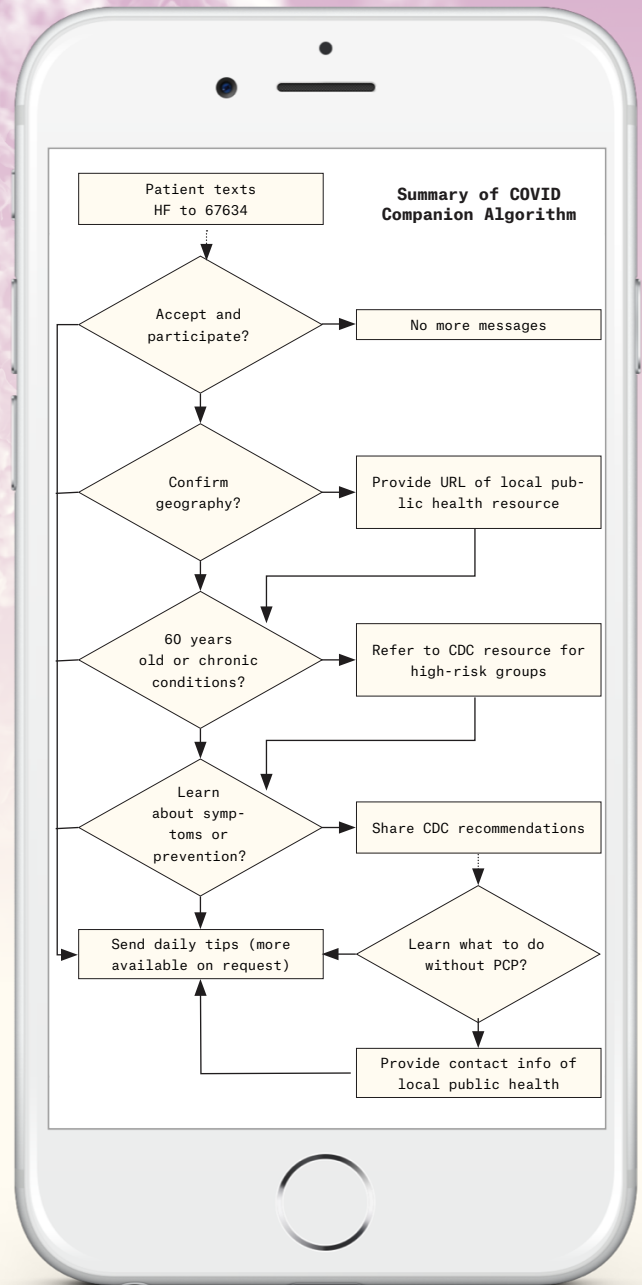 Patient texts
HF to 67634
Summary of COVID
Companion Algorithm
Accept and
participate?
No more messages
Confirm
geography?
Provide URL of local pub-
lic health resource
60 years
old or chronic
conditions?
Refer to CDC resource for
high-risk groups
Learn
about symp-
toms or
prevention?
Share CDC recommendations
Send daily tips (more
available on request)
Learn what to do
without PCP?
Provide contact info of
local public health